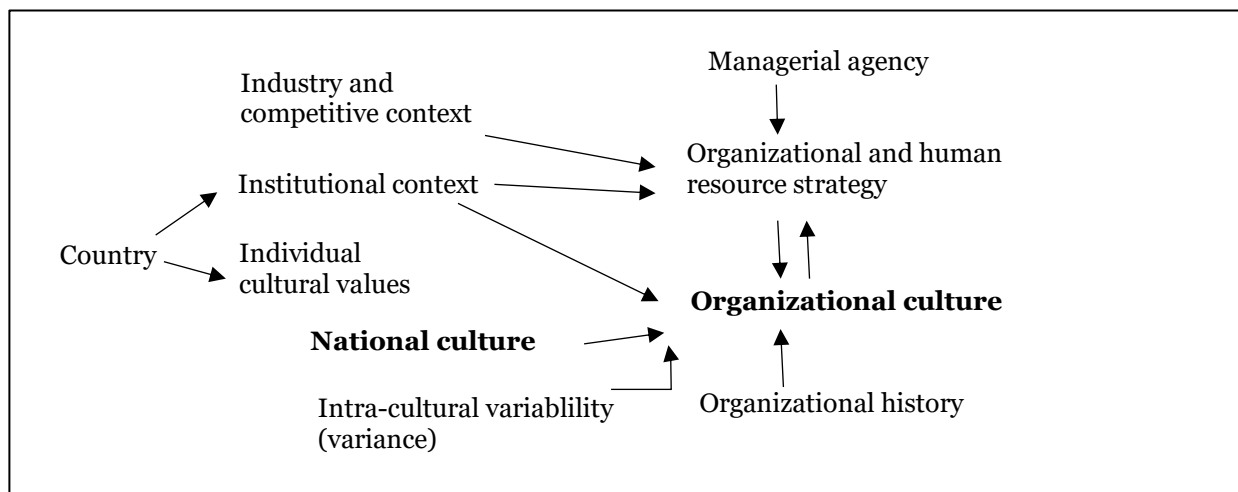 Managerial agency
Industry and
competitive context
Organizational and human
resource strategy
Institutional context
Country
Individual
cultural values
Organizational culture
National culture
Intra-cultural variablility
(variance)
Organizational history